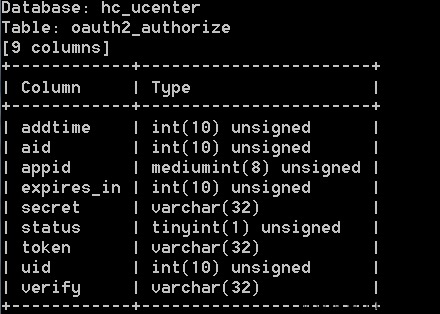 Database: hc_ucenter
Table: oauth2_authorize
[9 columns]
+------------+-----------------------+
| Column     | Type                  |
+------------+-----------------------+
| addtime    | int(10) unsigned      |
| aid        | int(10) unsigned      |
| appid      | mediumint(8) unsigned |
| expires_in | int(10) unsigned      |
| secret     | varchar(32)           |
| status     | tinyint(1) unsigned   |
| token      | varchar(32)           |
| uid        | int(10) unsigned      |
| verify     | varchar(32)           |
+------------+-----------------------+